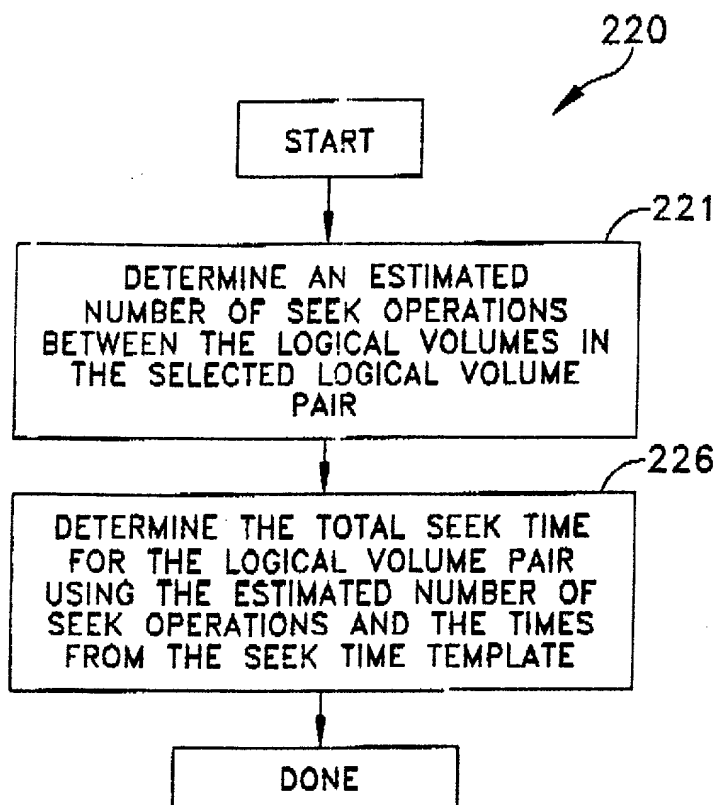 220
START
221
DETERMINE AN ESTIMATED
NUMBER OF SEEK OPERATIONS
BETWEEN THE LOGICAL VOLUMES IN
THE SELECTED LOGICAL VOLUME
PAIR
226
DETERMINE THE TOTAL SEEK TIME
FOR THE LOGICAL VOLUME PAIR
USING THE ESTIMATED NUMBER OF
SEEK OPERATIONS AND THE TIMES
FROM THE SEEK TIME TEMPLATE
DONE